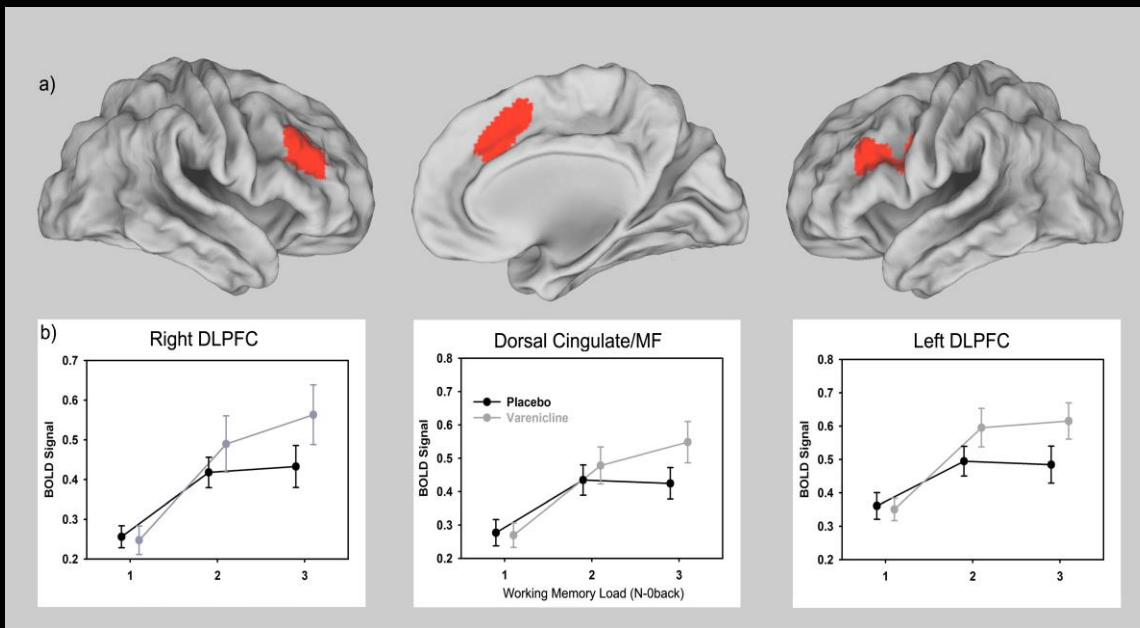 a)
b)
Right DLPFC
0.7
0.6
0.5
0.4
0.3
0.2
BOLD Signal
1 2 3
Dorsal Cingulate/MF
0.8
0.7
0.6
0.5
0.4
0.3
0.2
BOLD Signal
Placebo
Varenicline
1 2 3
Working Memory Load (N-0back)
Left DLPFC
0.8
0.7
0.6
0.5
0.4
0.3
0.2
BOLD Signal
1 2 3